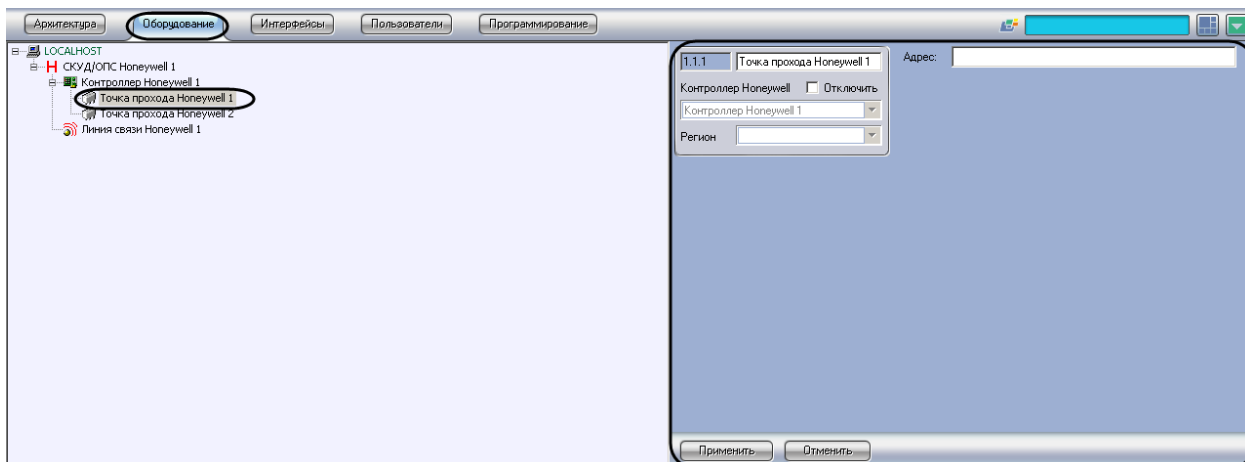 Архитектура Оборудование Интерфейсы Пользователи Программирование
LOCALHOST
СКУД/ОПС Honeywell 1
Контроллер Honeywell 1
Точка прохода Honeywell 1
Точка прохода Honeywell 2
Линия связи Honeywell 1
1.1.1 Точка прохода Honeywell 1 Адрес:
Контроллер Honeywell Отключить
Контроллер Honeywell 1
Регион
Применить Отменить